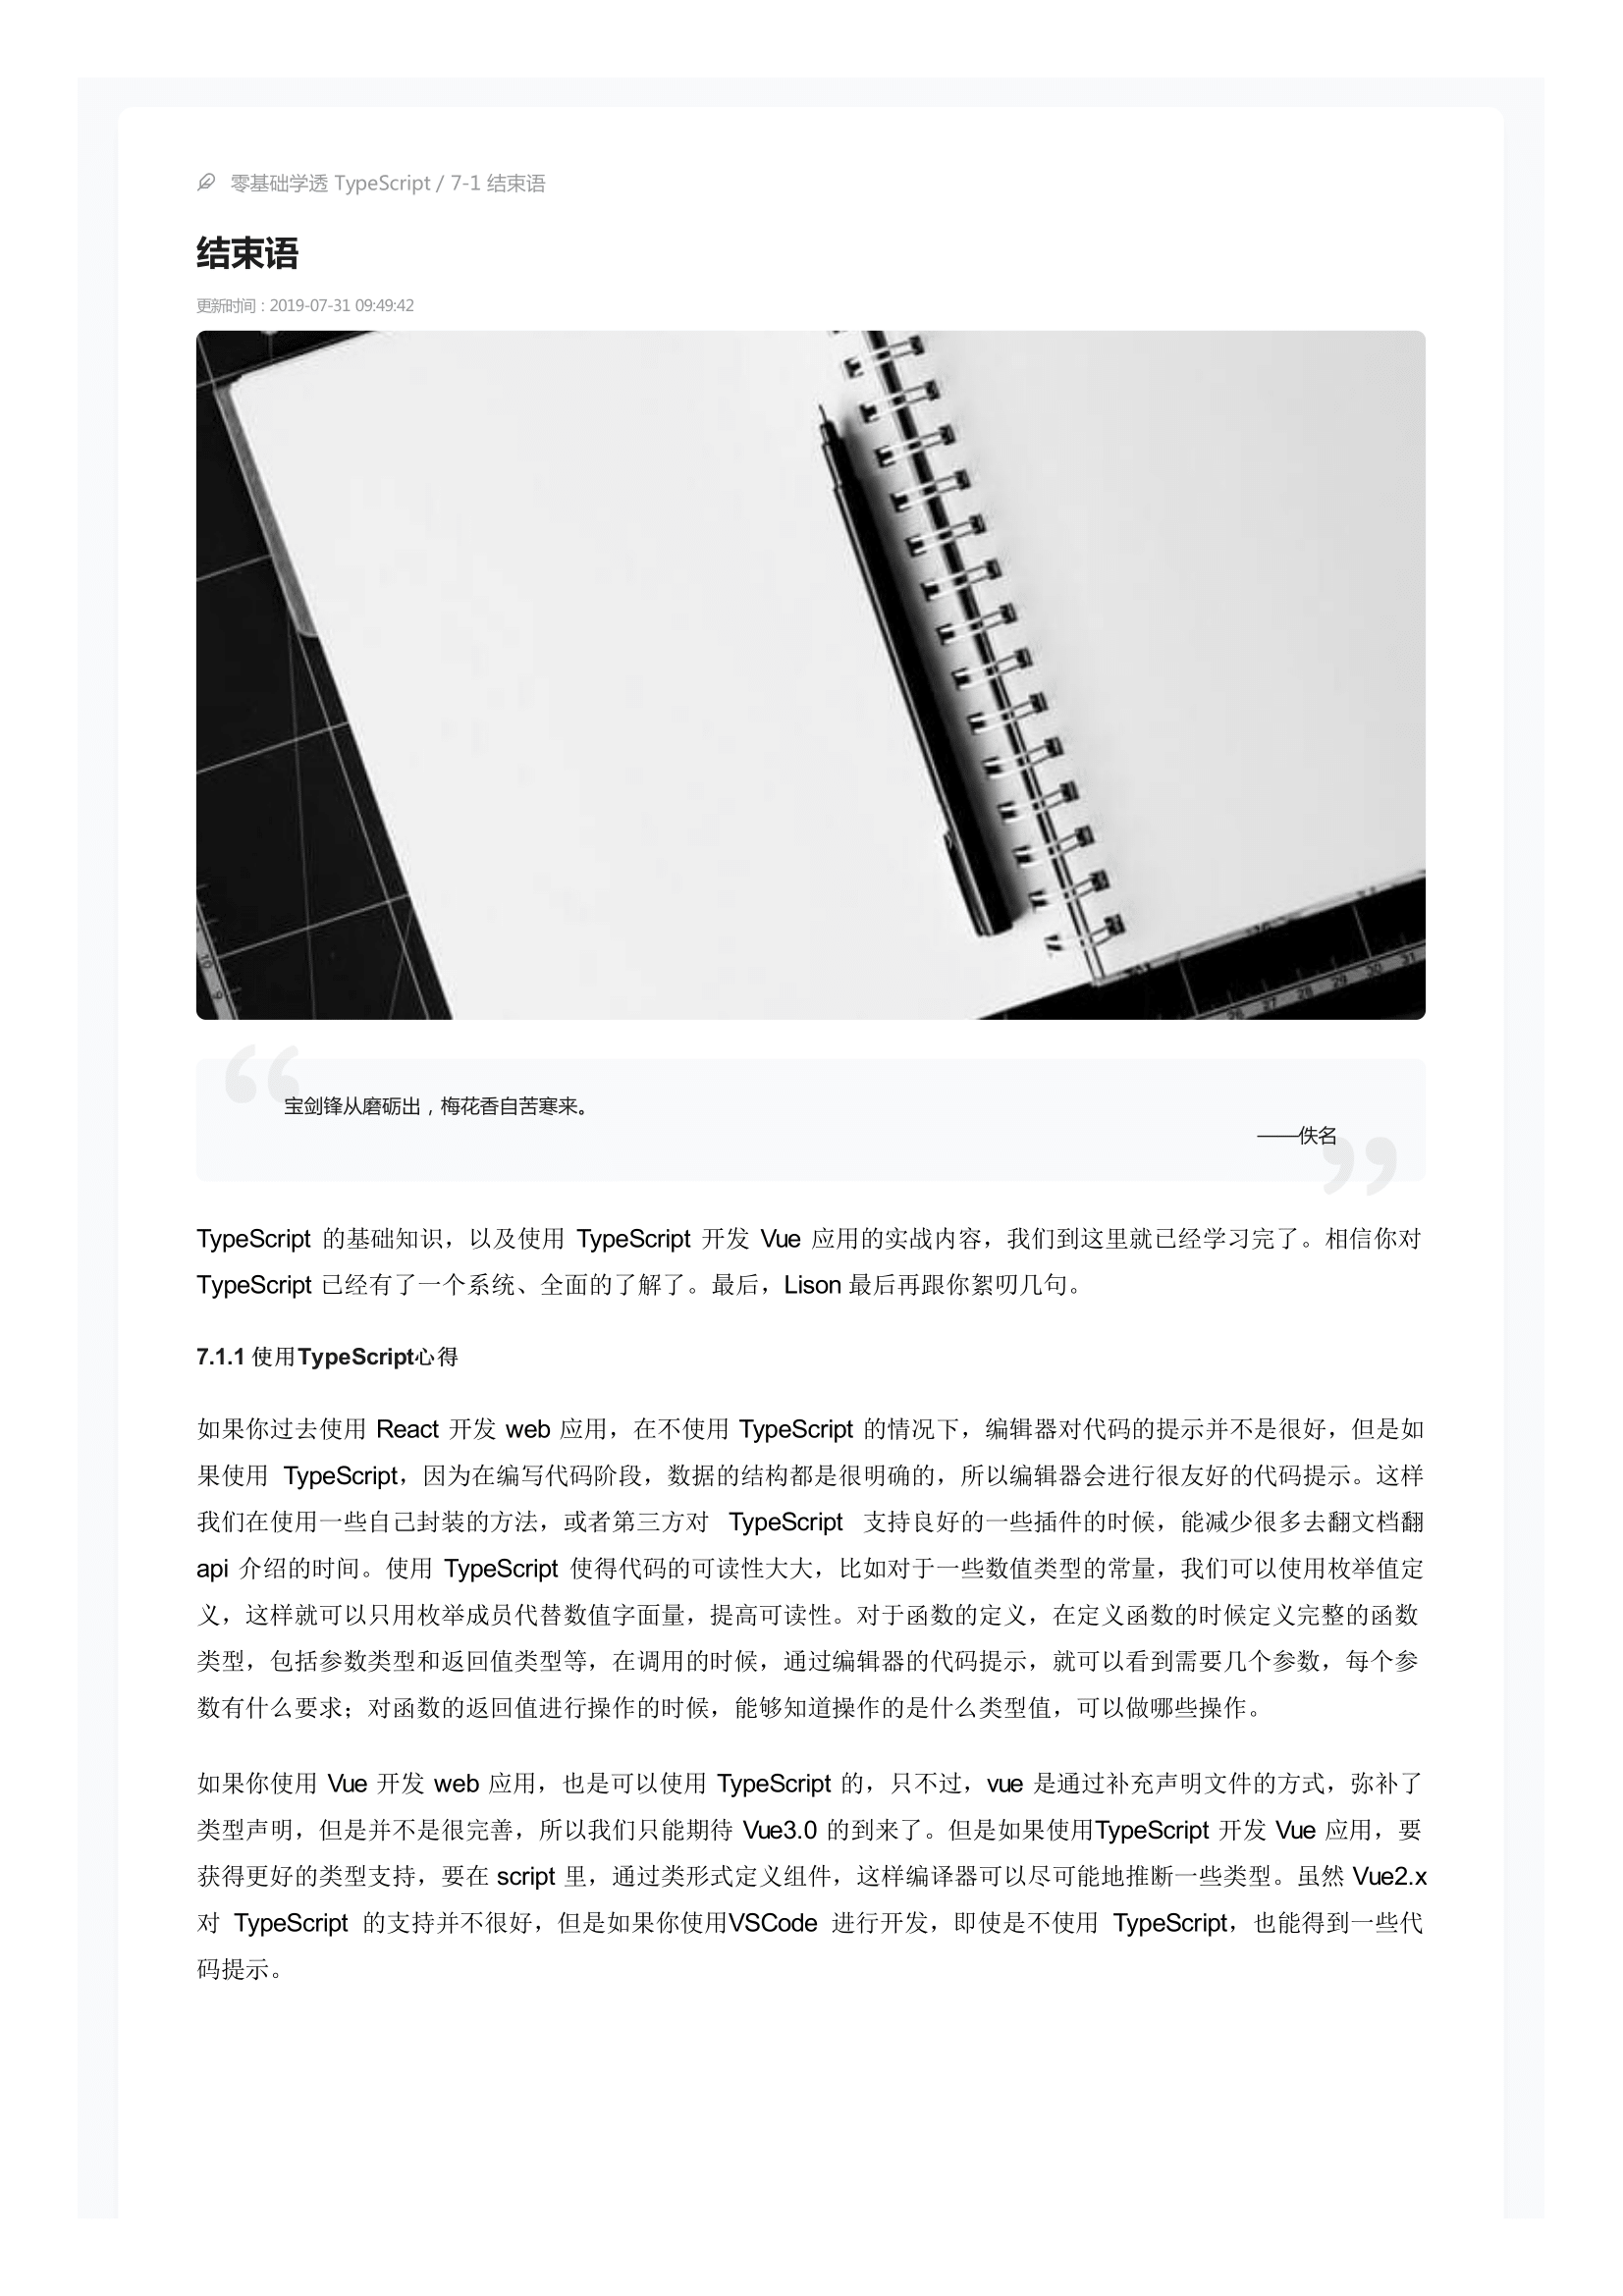 零基础学透 TypeScript / 7-1 结束语
结束语
更新时间：2019-07-31 09:49:42
10
9
26 27 28 29 30 31
“
宝剑锋从磨砺出，梅花香自苦寒来。
——佚名
”
TypeScript 的基础知识，以及使用 TypeScript 开发 Vue 应用的实战内容，我们到这里就已经学习完了。相信你对
TypeScript 已经有了一个系统、全面的了解了。最后，Lison 最后再跟你絮叨几句。
7.1.1 使用TypeScript心得
如果你过去使用 React 开发 web 应用，在不使用 TypeScript 的情况下，编辑器对代码的提示并不是很好，但是如
果使用 TypeScript，因为在编写代码阶段，数据的结构都是很明确的，所以编辑器会进行很友好的代码提示。这样
我们在使用一些自己封装的方法，或者第三方对 TypeScript 支持良好的一些插件的时候，能减少很多去翻文档翻
api 介绍的时间。使用 TypeScript 使得代码的可读性大大，比如对于一些数值类型的常量，我们可以使用枚举值定
义，这样就可以只用枚举成员代替数值字面量，提高可读性。对于函数的定义，在定义函数的时候定义完整的函数
类型，包括参数类型和返回值类型等，在调用的时候，通过编辑器的代码提示，就可以看到需要几个参数，每个参
数有什么要求；对函数的返回值进行操作的时候，能够知道操作的是什么类型值，可以做哪些操作。
如果你使用 Vue 开发 web 应用，也是可以使用 TypeScript 的，只不过，vue 是通过补充声明文件的方式，弥补了
类型声明，但是并不是很完善，所以我们只能期待 Vue3.0 的到来了。但是如果使用TypeScript 开发 Vue 应用，要
获得更好的类型支持，要在 script 里，通过类形式定义组件，这样编译器可以尽可能地推断一些类型。虽然 Vue2.x
对 TypeScript 的支持并不很好，但是如果你使用VSCode 进行开发，即使是不使用 TypeScript，也能得到一些代
码提示。